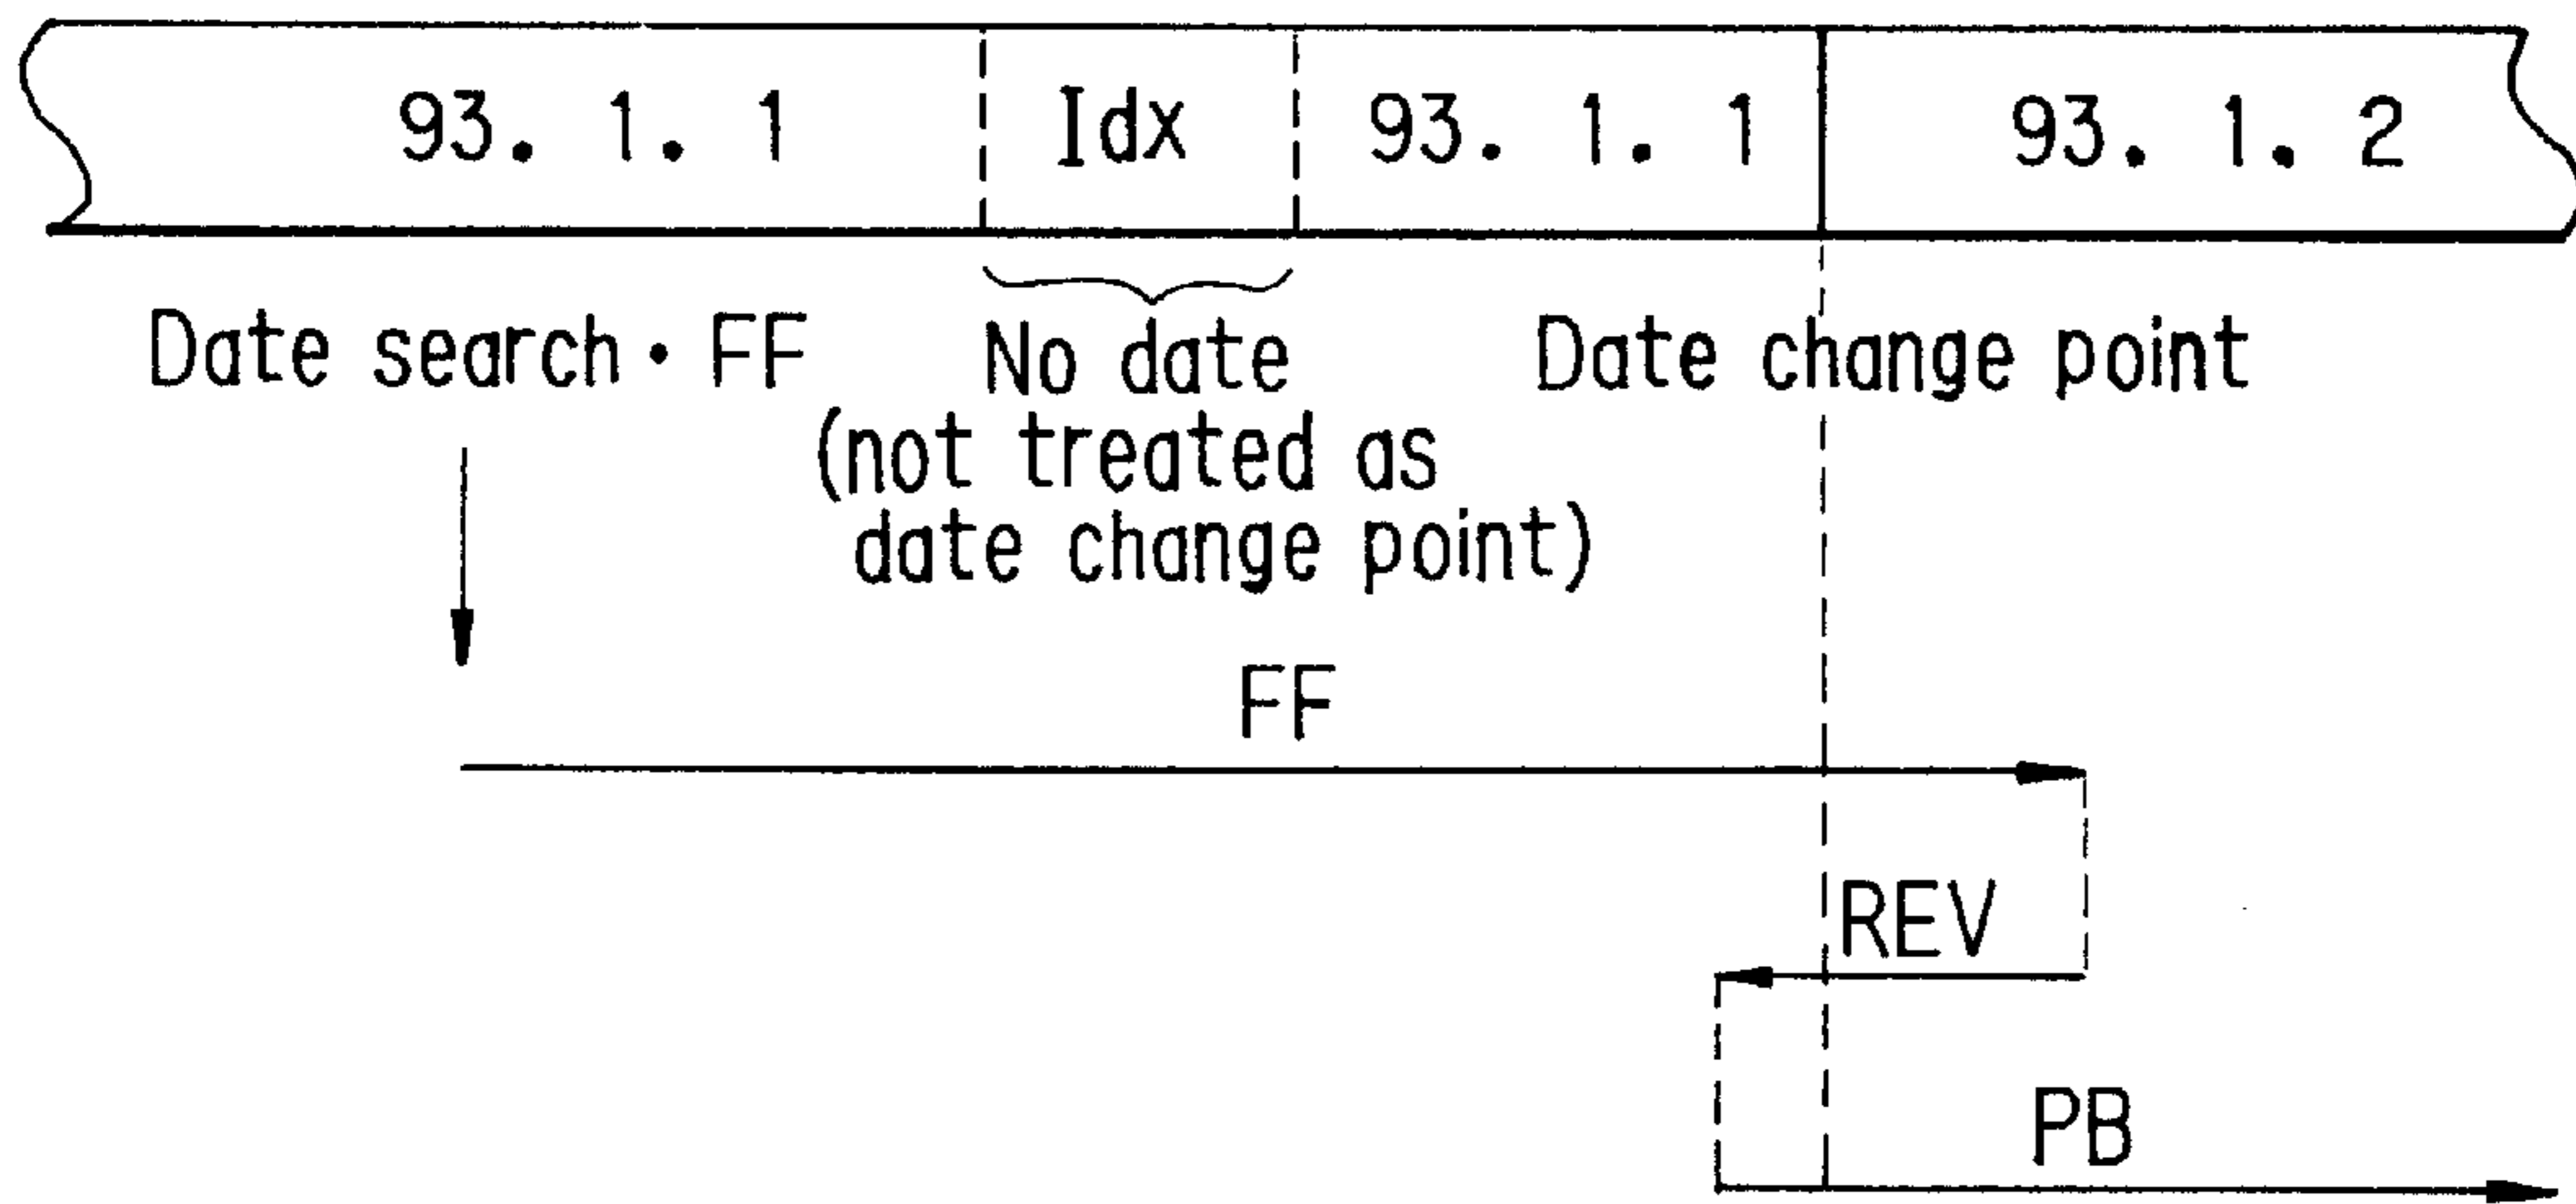 93. 1. 1 Idx 93. 1. 1 93. 1. 2
Date search・FF
No date
(not treated as
date change point)
Date change point
FF
REV
PB